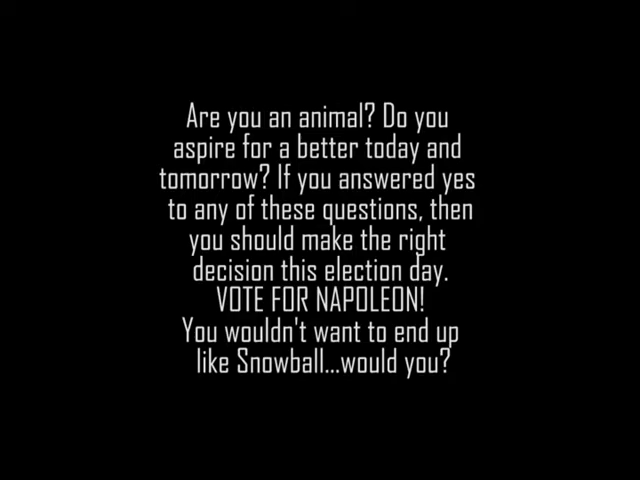 Are you an animal? Do you
aspire for a better today and
tomorrow? If you answered yes
to any of these questions, then
you should make the right
decision this election day.
VOTE FOR NAPOLEON!
You wouldn't want to end up
like Snowball...would you?